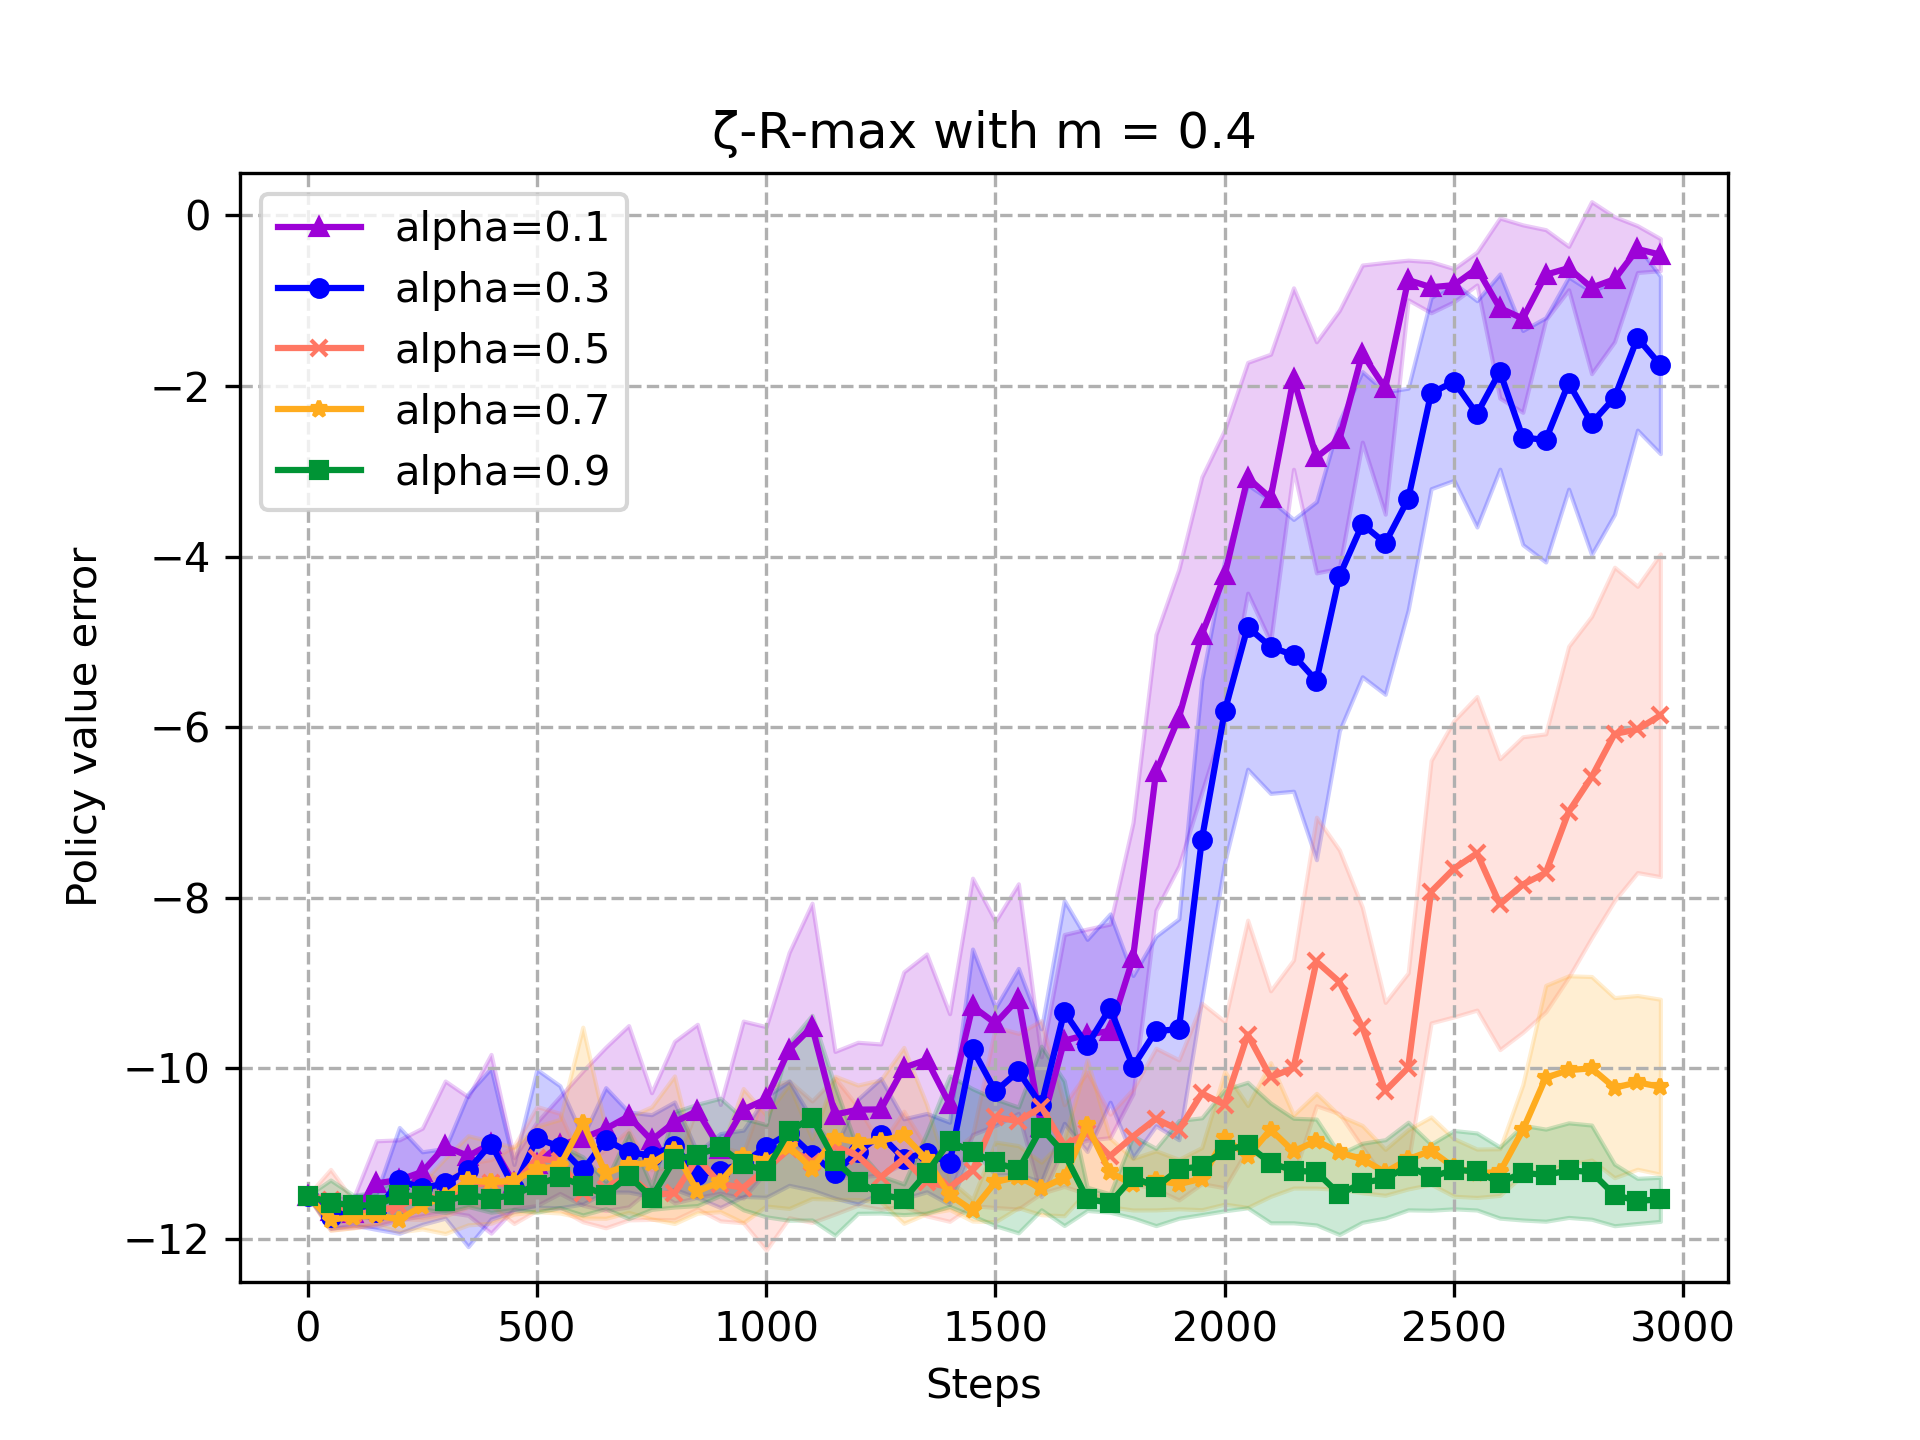 ζ-R-max with m = 0.4
alpha=0.1
alpha=0.3
alpha=0.5
alpha=0.7
alpha=0.9
Policy value error
0
−2
−4
−6
−8
−10
−12
0 500 1000 1500 2000 2500 3000
Steps